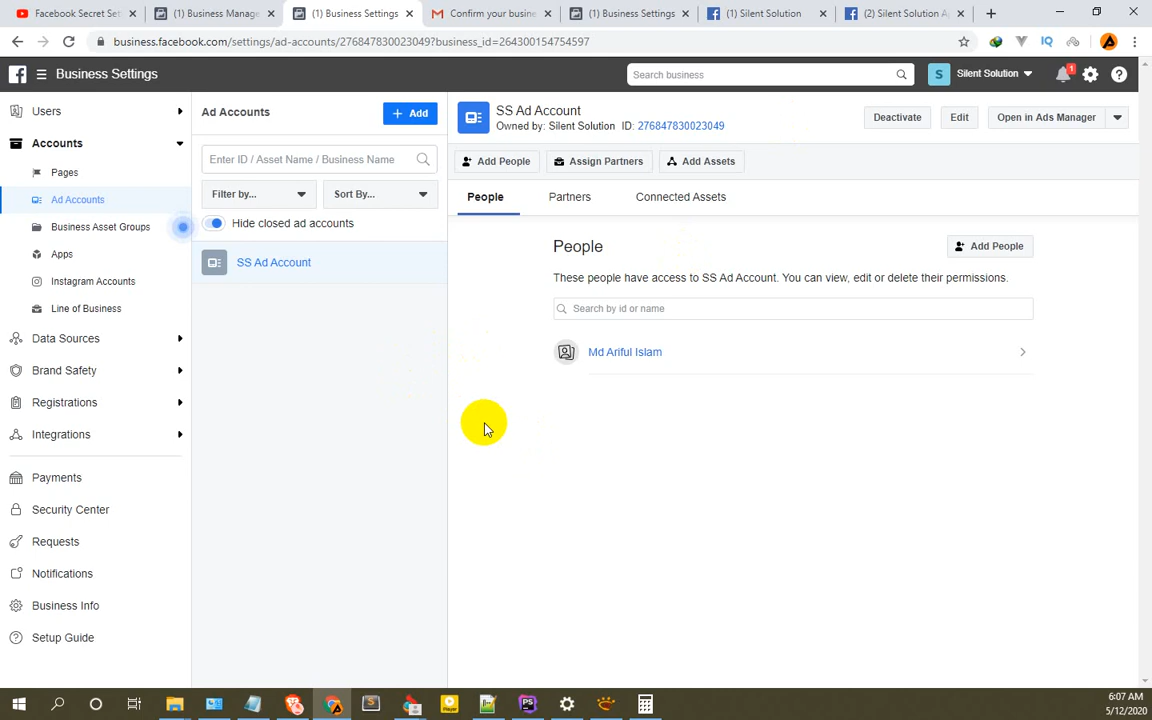 Facebook Secret Set
(1) Business Manage
(1) Business Settings
Confirm your busine
(1) Business Settings
(1) Silent Solution
(2) Silent Solution A
business.facebook.com/settings/ad-accounts/276847830023049?business_id=264300154754597
IQ
Business Settings
Search business
S
Silent Solution
1
Users
Accounts
Pages
Ad Accounts
Business Asset Groups
Apps
Instagram Accounts
Line of Business
Data Sources
Brand Safety
Registrations
Integrations
Payments
Security Center
Requests
Notifications
Business Info
Setup Guide
Ad Accounts
+ Add
Enter ID / Asset Name / Business Name
Filter by...
Sort By...
Hide closed ad accounts
SS Ad Account
SS Ad Account
Owned by: Silent Solution ID: 276847830023049
Deactivate
Edit
Open in Ads Manager
Add People
Assign Partners
Add Assets
People
Partners
Connected Assets
People
Add People
These people have access to SS Ad Account. You can view, edit or delete their permissions.
Search by id or name
Md Ariful Islam
6:07 AM
5/12/2020